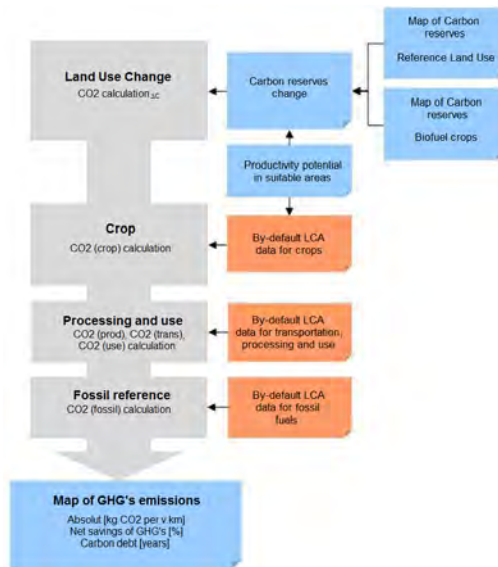 Land Use Change
CO2 calculation ΔC
Carbon reserves
change
Map of Carbon
reserves
Reference Land Use
Map of Carbon
reserves
Biofuel crops
Productivity potential
in suitable areas
Crop
CO2 (crop) calculation
By-default LCA
data for crops
Processing and use
CO2 (prod), CO2 (trans),
CO2 (use) calculation
By-default LCA
data for transportation,
processing and use
Fossil reference
CO2 (fossil) calculation
By-default LCA
data for fossil
fuels
Map of GHG's emissions
Absolut [kg CO2 per v.km]
Net savings of GHG's [%]
Carbon debt [years]